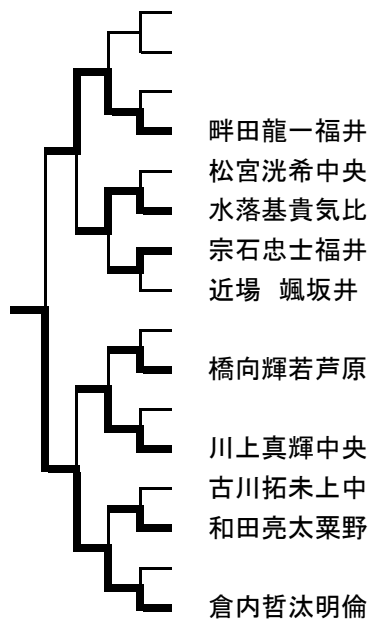 畔田龍一福井
松宮洸希中央
水落基貴気比
宗石忠士福井
近場 颯坂井
橋向輝若芦原
川上真輝中央
古川拓未上中
和田亮太粟野
倉内哲汰明倫